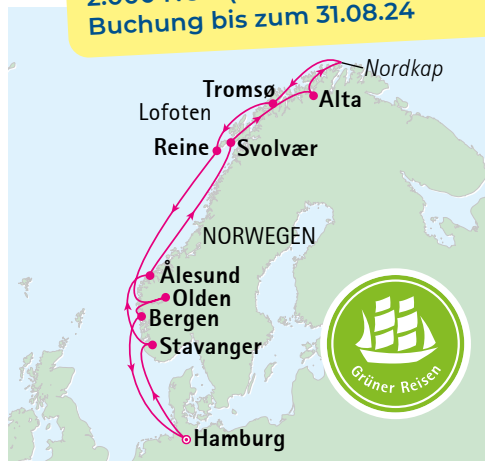 Buchung bis zum 31.08.24
Nordkap
Tromsø
Alta
Lofoten
Reine
Svolvær
NORWEGEN
Ålesund
Olden
Bergen
Stavanger
Grüner Reisen
Hamburg